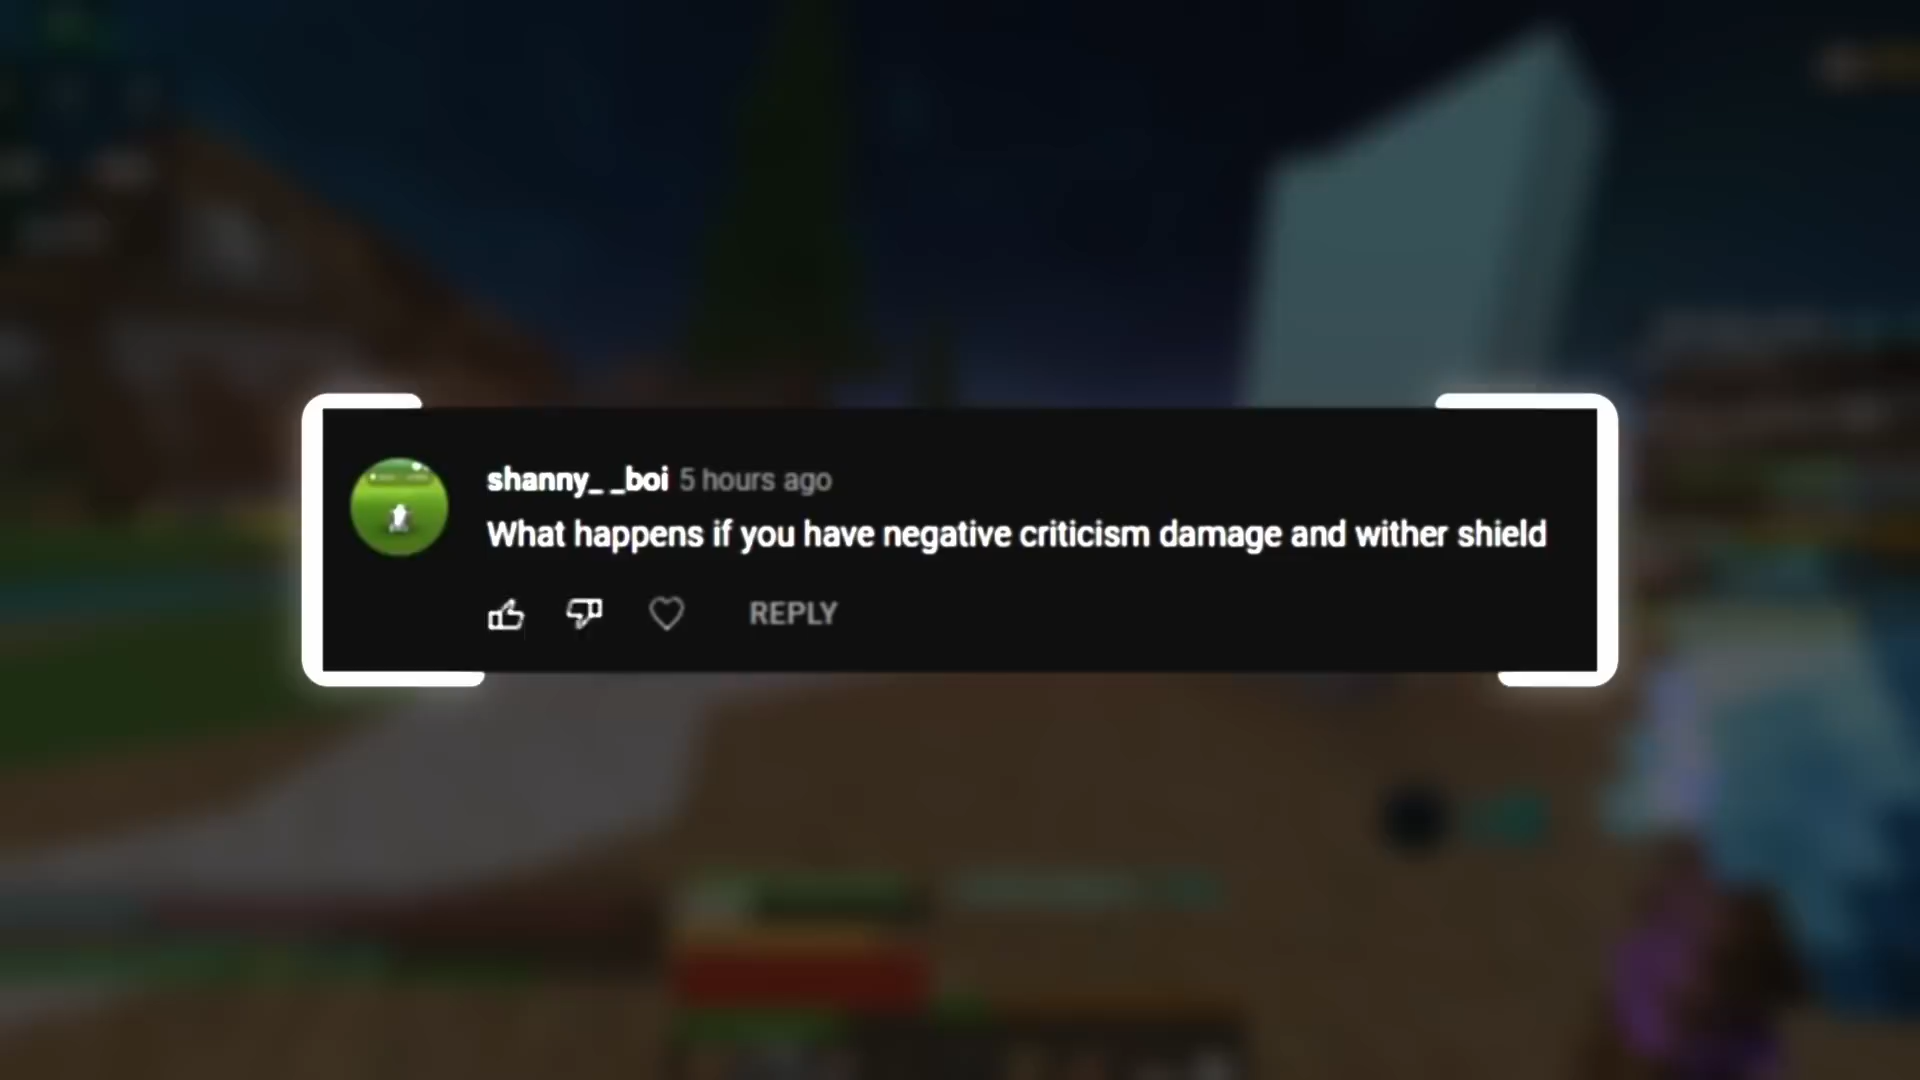 shanny_ _boi 5 hours ago
What happens if you have negative criticism damage and wither shield
REPLY